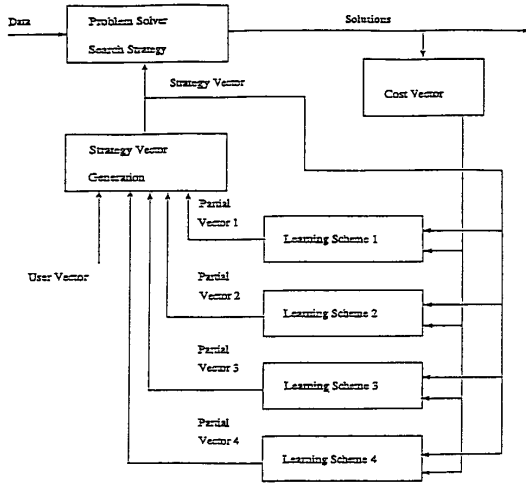 Data
Problem Solver
Search Strategy
Solutions
Strategy Vector
Cost Vector
Strategy Vector
Generation
Partial
Vector 1
Learning Scheme 1
User Vector
Partial
Vector 2
Learning Scheme 2
Partial
Vector 3
Learning Scheme 3
Partial
Vector 4
Learning Scheme 4